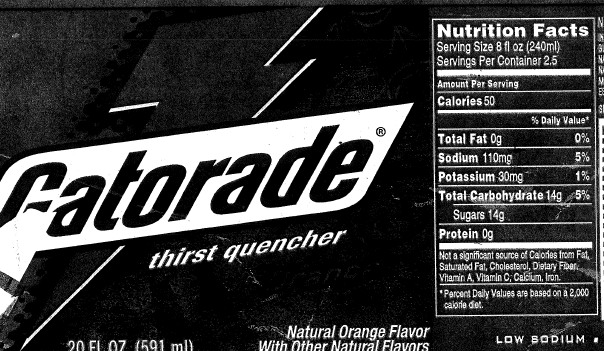 Gatorade®
thirst quencher
20 FL OZ (591 ml)
Natural Orange Flavor
With Other Natural Flavors
Nutrition Facts
Serving Size 8 fl oz (240ml)
Servings Per Container 2.5
Amount Per Serving
Calories 50
% Daily Value*
Total Fat 0g 0%
Sodium 110mg 5%
Potassium 30mg 1%
Total Carbohydrate 14g 5%
Sugars 14g
Protein 0g
Not a significant source of Calories from Fat,
Saturated Fat, Cholesterol, Dietary Fiber,
Vitamin A, Vitamin C, Calcium, Iron.
*Percent Daily Values are based on a 2,000
calorie diet.
LOW SODIUM